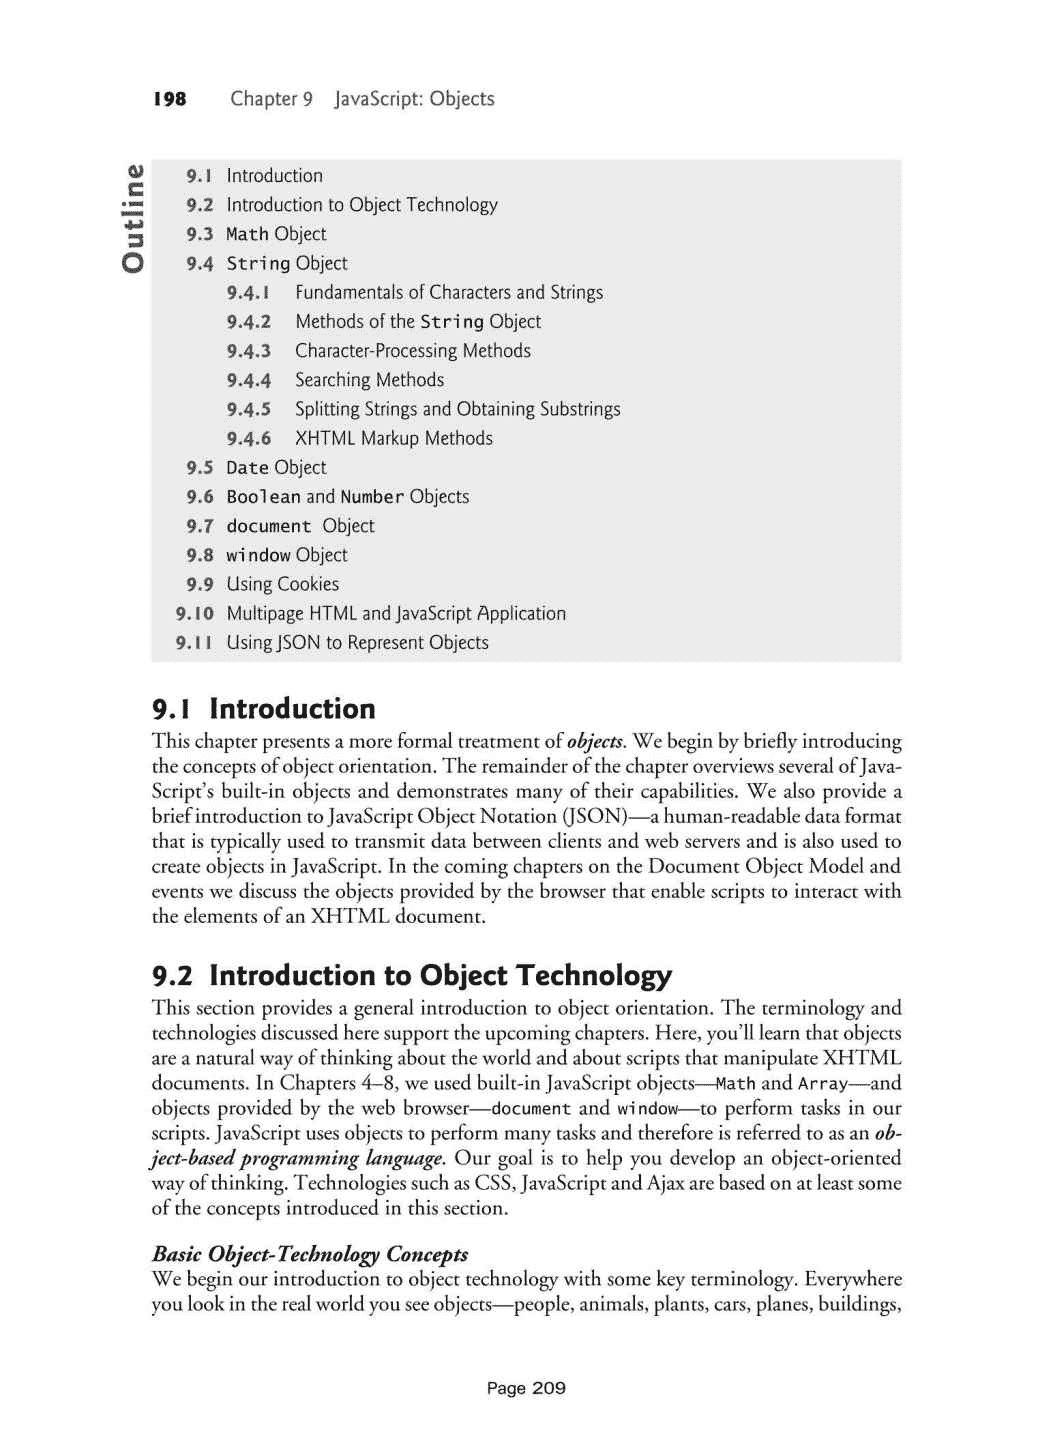 198 Chapter 9 JavaScript: Objects
Outline
9.1 Introduction
9.2 Introduction to Object Technology
9.3 Math Object
9.4 String Object
9.4.1 Fundamentals of Characters and Strings
9.4.2 Methods of the String Object
9.4.3 Character-Processing Methods
9.4.4 Searching Methods
9.4.5 Splitting Strings and Obtaining Substrings
9.4.6 XHTML Markup Methods
9.5 Date Object
9.6 Boolean and Number Objects
9.7 document Object
9.8 window Object
9.9 Using Cookies
9.10 Multipage HTML and JavaScript Application
9.11 Using JSON to Represent Objects
9.1 Introduction
This chapter presents a more formal treatment of objects. We begin by briefly introducing
the concepts of object orientation. The remainder of the chapter overviews several of Java-
Script’s built-in objects and demonstrates many of their capabilities. We also provide a
brief introduction to JavaScript Object Notation (JSON)—a human-readable data format
that is typically used to transmit data between clients and web servers and is also used to
create objects in JavaScript. In the coming chapters on the Document Object Model and
events we discuss the objects provided by the browser that enable scripts to interact with
the elements of an XHTML document.
9.2 Introduction to Object Technology
This section provides a general introduction to object orientation. The terminology and
technologies discussed here support the upcoming chapters. Here, you’ll learn that objects
are a natural way of thinking about the world and about scripts that manipulate XHTML
documents. In Chapters 4–8, we used built-in JavaScript objects—Math and Array—and
objects provided by the web browser—document and window—to perform tasks in our
scripts. JavaScript uses objects to perform many tasks and therefore is referred to as an ob-
ject-based programming language. Our goal is to help you develop an object-oriented
way of thinking. Technologies such as CSS, JavaScript and Ajax are based on at least some
of the concepts introduced in this section.
Basic Object-Technology Concepts
We begin our introduction to object technology with some key terminology. Everywhere
you look in the real world you see objects—people, animals, plants, cars, planes, buildings,
Page 209